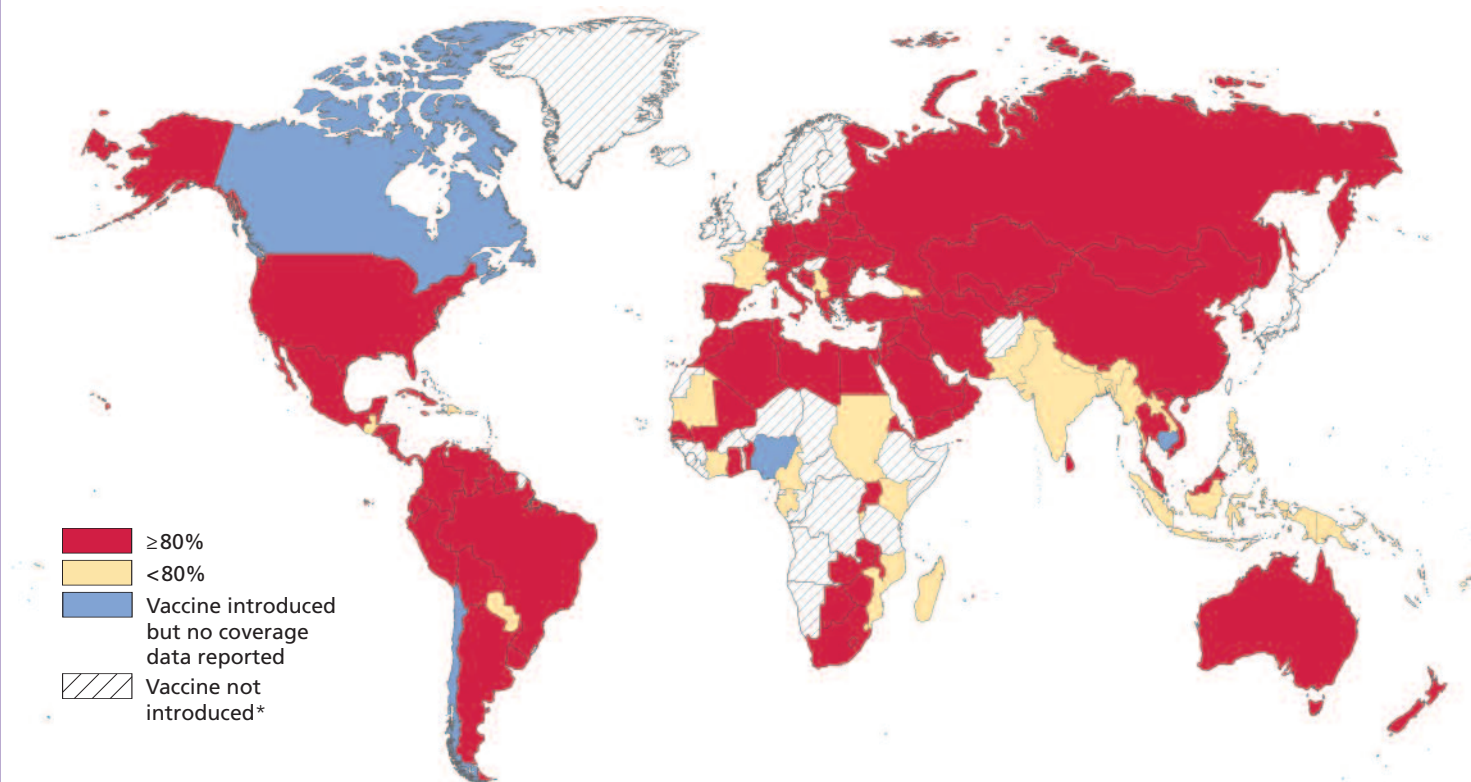 ≥80%
<80%
Vaccine introduced
but no coverage
data reported
Vaccine not
introduced*